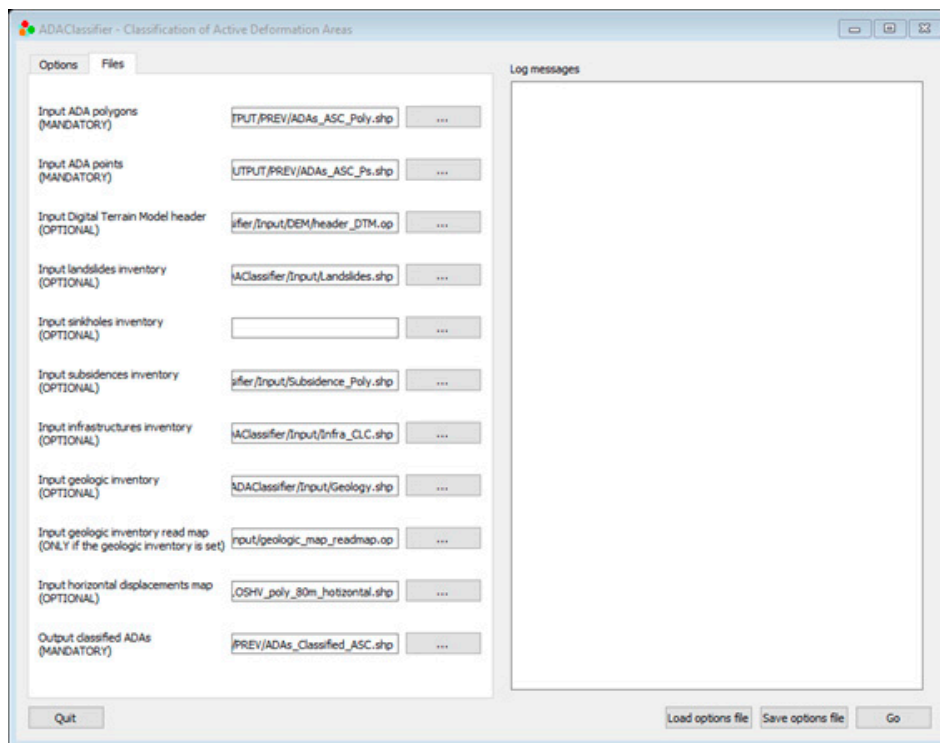 ADAClassifier - Classification of Active Deformation Areas
Options Files
Log messages
Input ADA polygons
(MANDATORY)
TPUT/PREV/ADAs_ASC_Poly.shp ...
Input ADA points
(MANDATORY)
UTPUT/PREV/ADAs_ASC_Ps.shp ...
Input Digital Terrain Model header
(OPTIONAL)
ifier/Input/DEM/header_DTM.op ...
Input landslides inventory
(OPTIONAL)
AClassifier/Input/Landslides.shp ...
Input sinkholes inventory
(OPTIONAL)
...
Input subsidences inventory
(OPTIONAL)
ifier/Input/Subsidence_Poly.shp ...
Input infrastructures inventory
(OPTIONAL)
AClassifier/Input/Infra_CLC.shp ...
Input geologic inventory
(OPTIONAL)
ADAClassifier/Input/Geology.shp ...
Input geologic inventory read map
(ONLY if the geologic inventory is set)
nput/geologic_map_readmap.op ...
Input horizontal displacements map
(OPTIONAL)
.OSHV_poly_80m_hotizontal.shp ...
Output classified ADAs
(MANDATORY)
/PREV/ADAs_Classified_ASC.shp ...
Quit
Load options file Save options file Go